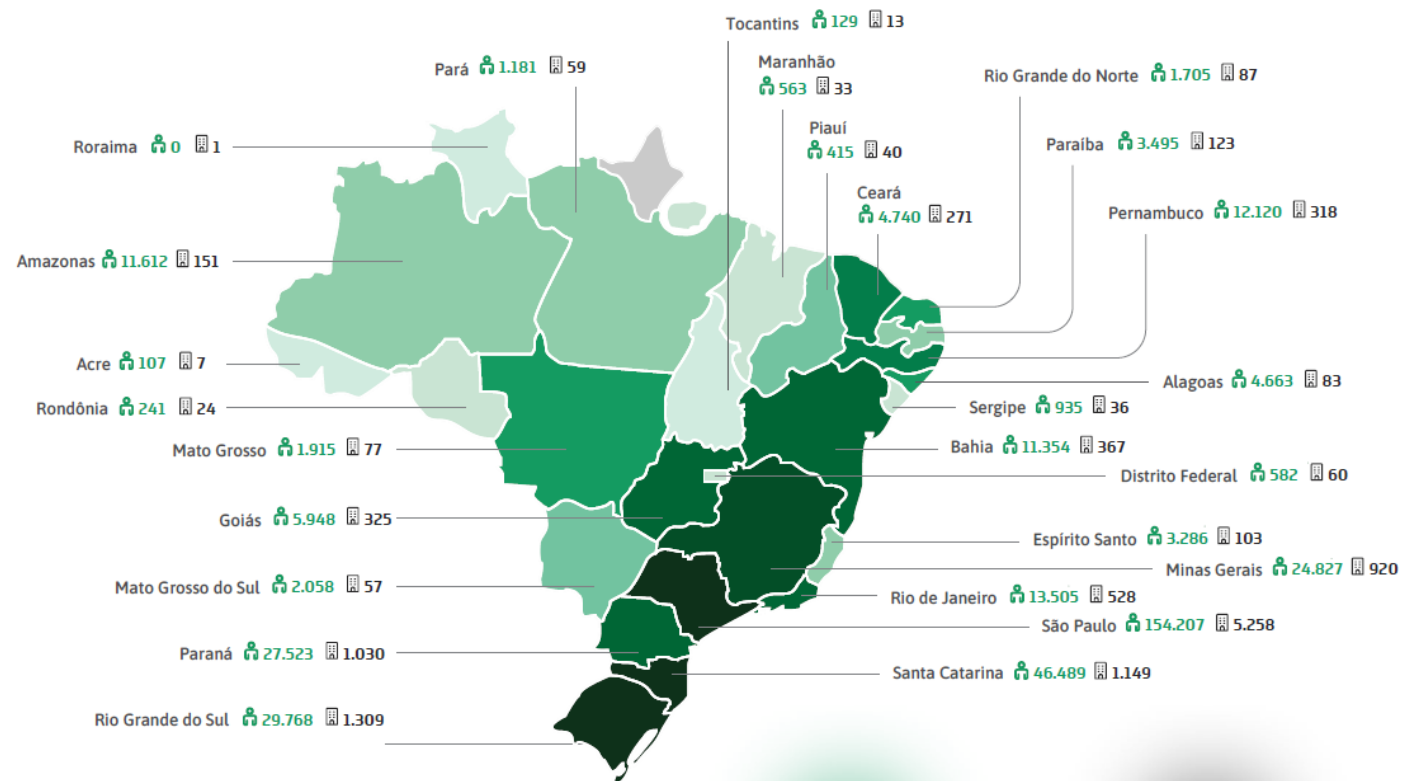 Tocantins 129 13
Pará 1.181 59
Maranhão
563 33
Rio Grande do Norte 1.705 87
Piauí
415 40
Roraima 0 1
Paraíba 3.495 123
Ceará
4.740 271
Pernambuco 12.120 318
Amazonas 11.612 151
Acre 107 7
Alagoas 4.663 83
Rondônia 241 24
Sergipe 935 36
Mato Grosso 1.915 77
Bahia 11.354 367
Distrito Federal 582 60
Goiás 5.948 325
Espírito Santo 3.286 103
Minas Gerais 24.827 920
Mato Grosso do Sul 2.058 57
Rio de Janeiro 13.505 528
São Paulo 154.207 5.258
Paraná 27.523 1.030
Santa Catarina 46.489 1.149
Rio Grande do Sul 29.768 1.309